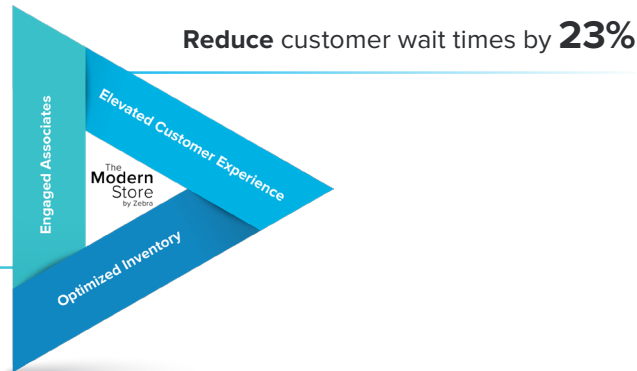 Reduce customer wait times by 23%
Elevated Customer Experience
Engaged Associates
The
Modern
Store
by Zebra
Optimized Inventory